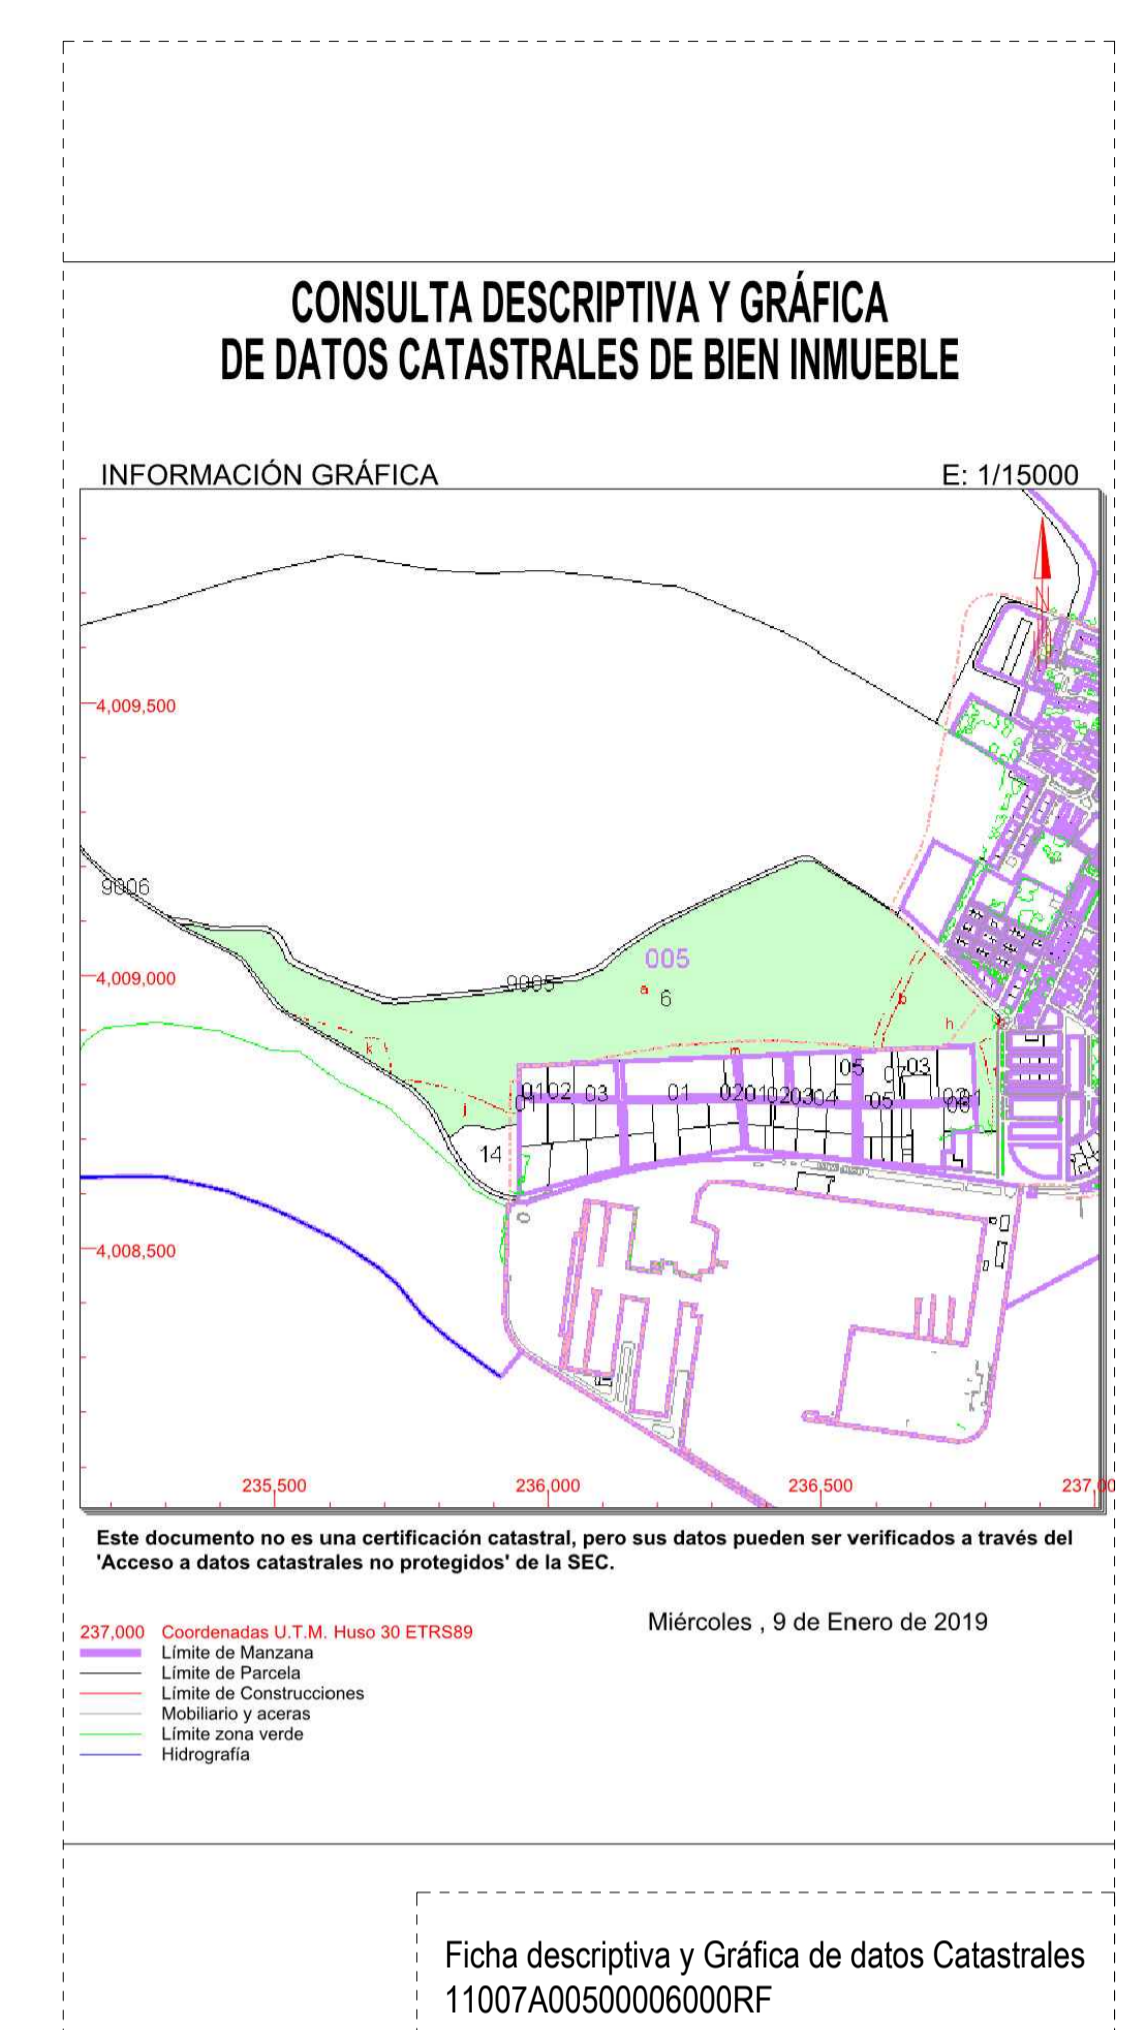 CONSULTA DESCRIPTIVA Y GRÁFICA
DE DATOS CATASTRALES DE BIEN INMUEBLE
INFORMACIÓN GRÁFICA E: 1/15000
N
4,009,500
9006
005
4,009,000
9005
a
6
b
h
k
m
05
03
01
02
03
01
02
01
02
03
04
05
j
14
4,008,500
235,500 236,000 236,500 237,0
Este documento no es una certificación catastral, pero sus datos pueden ser verificados a través del
'Acceso a datos catastrales no protegidos' de la SEC.
Miércoles , 9 de Enero de 2019
237,000 Coordenadas U.T.M. Huso 30 ETRS89
Límite de Manzana
Límite de Parcela
Límite de Construcciones
Mobiliario y aceras
Límite zona verde
Hidrografía
Ficha descriptiva y Gráfica de datos Catastrales
11007A00500006000RF